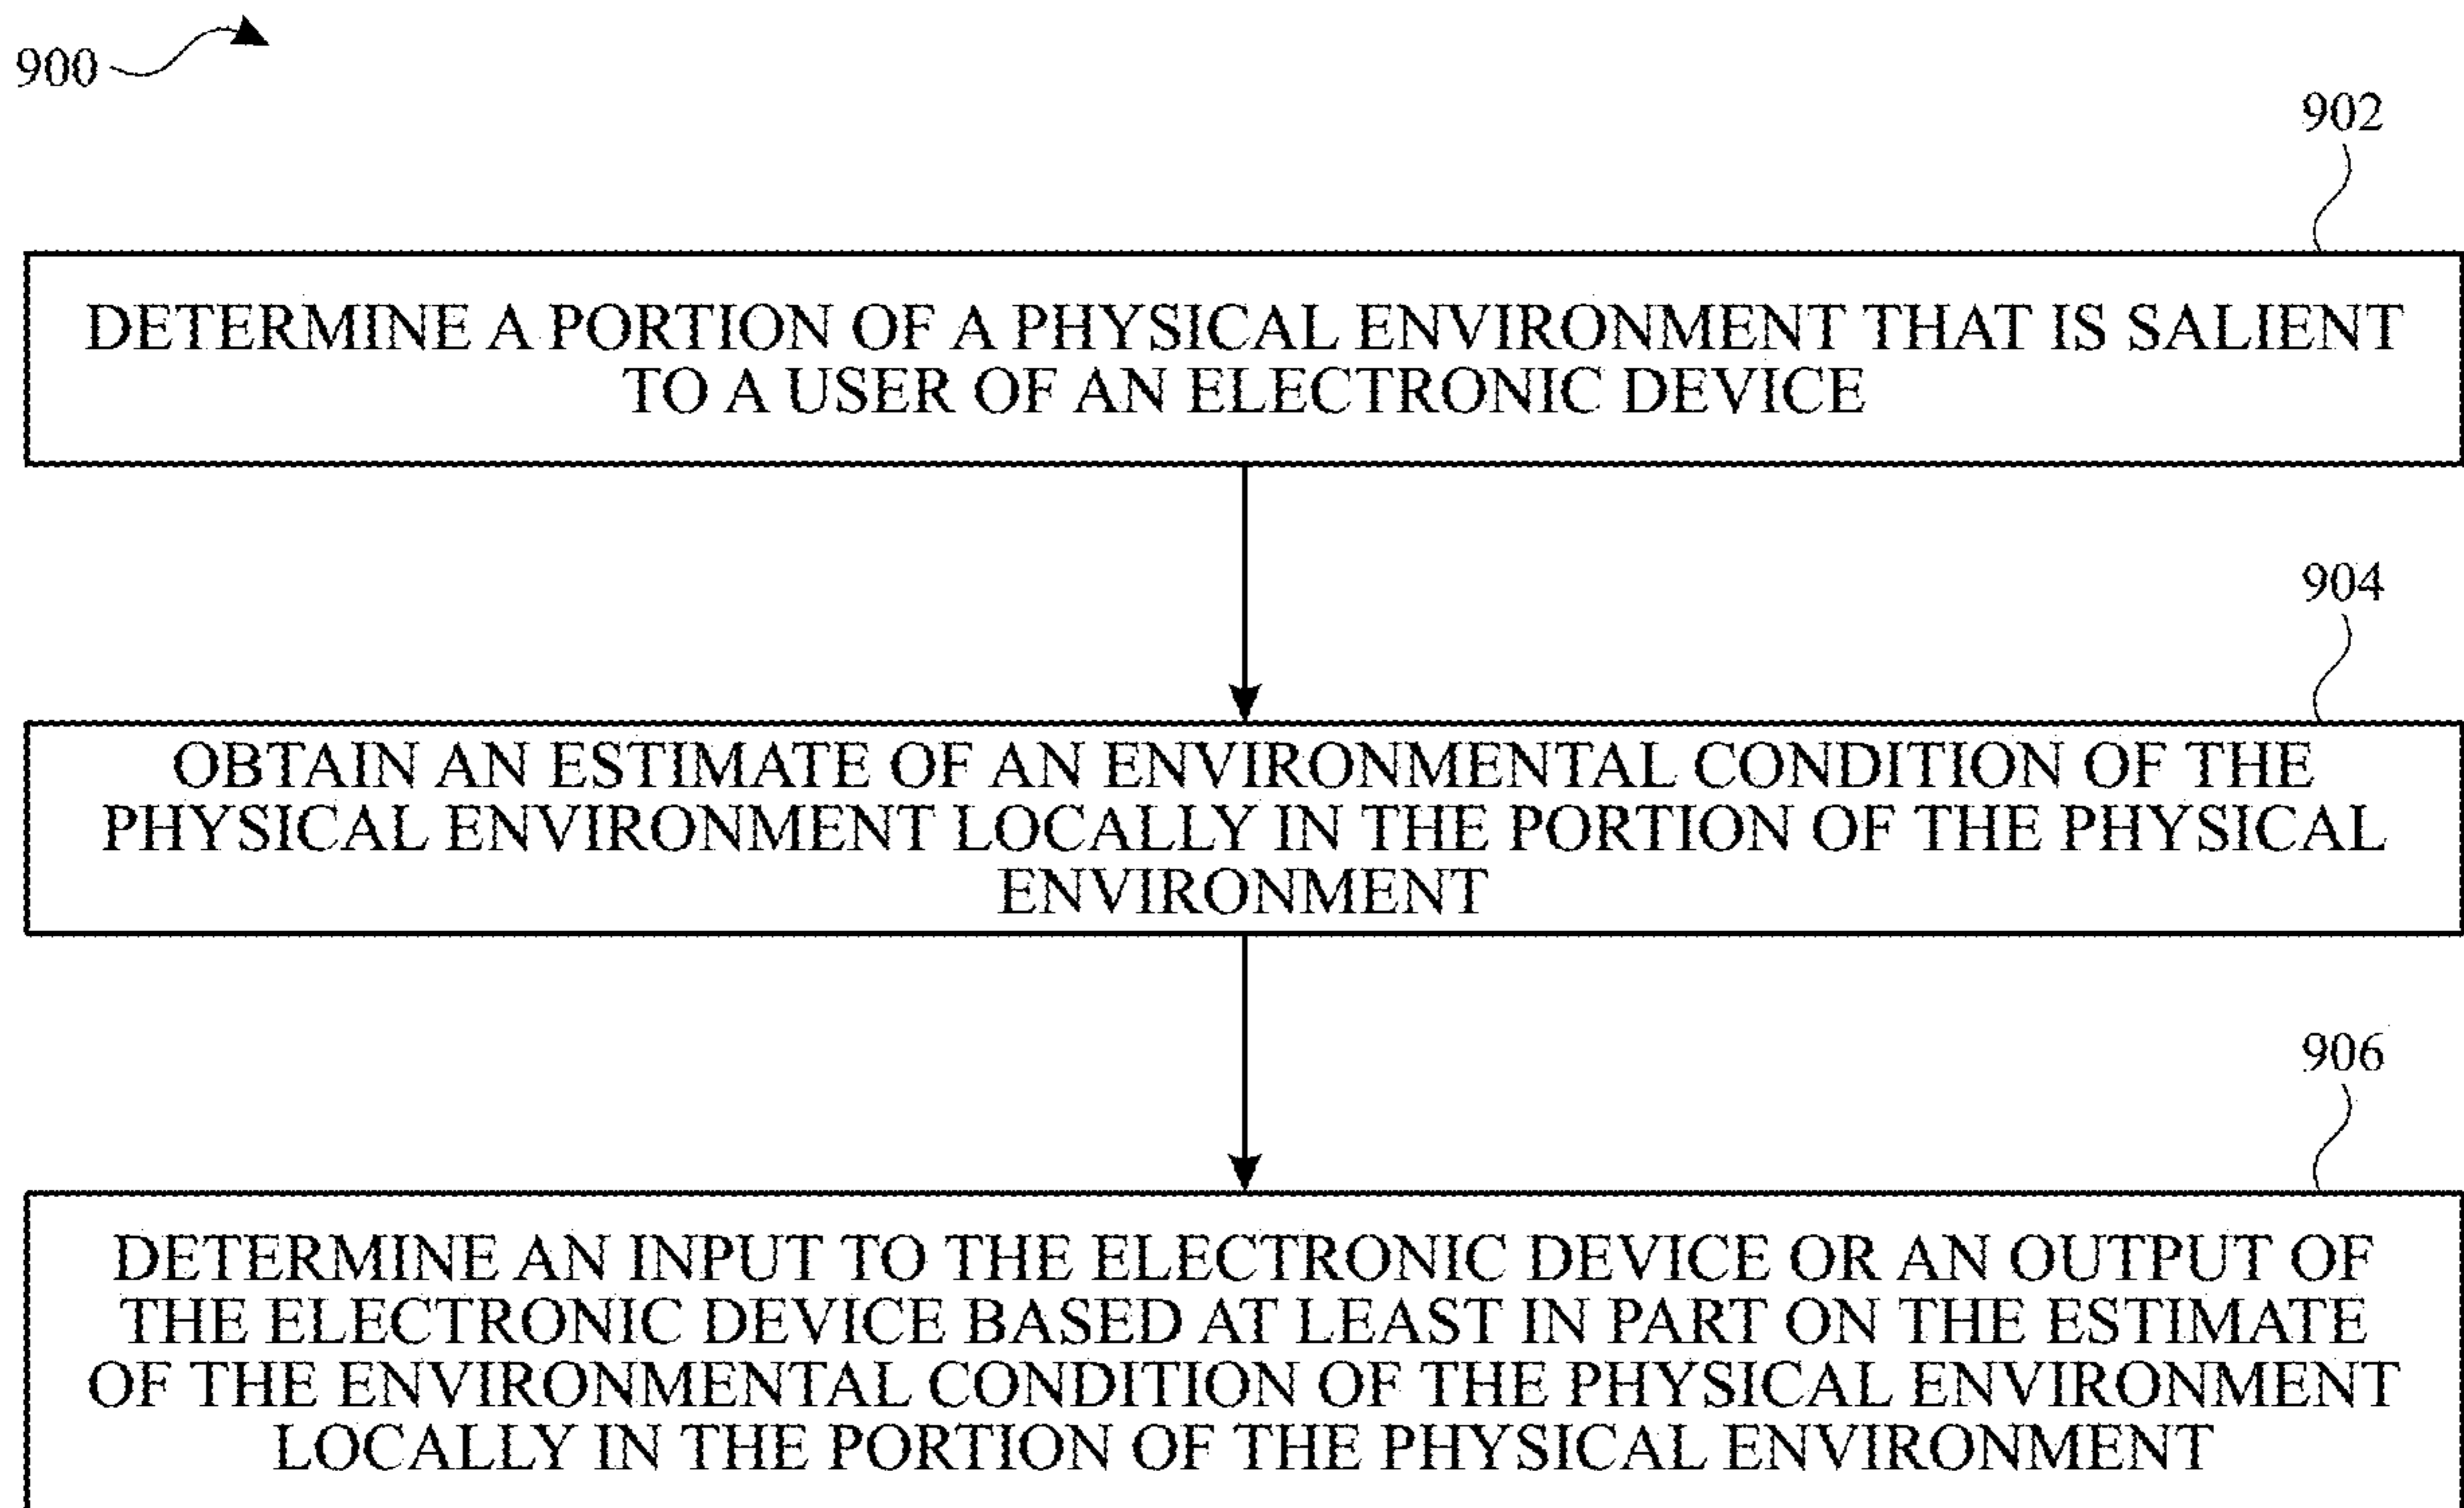 900
902
DETERMINE A PORTION OF A PHYSICAL ENVIRONMENT THAT IS SALIENT
TO A USER OF AN ELECTRONIC DEVICE
904
OBTAIN AN ESTIMATE OF AN ENVIRONMENTAL CONDITION OF THE
PHYSICAL ENVIRONMENT LOCALLY IN THE PORTION OF THE PHYSICAL
ENVIRONMENT
906
DETERMINE AN INPUT TO THE ELECTRONIC DEVICE OR AN OUTPUT OF
THE ELECTRONIC DEVICE BASED AT LEAST IN PART ON THE ESTIMATE
OF THE ENVIRONMENTAL CONDITION OF THE PHYSICAL ENVIRONMENT
LOCALLY IN THE PORTION OF THE PHYSICAL ENVIRONMENT